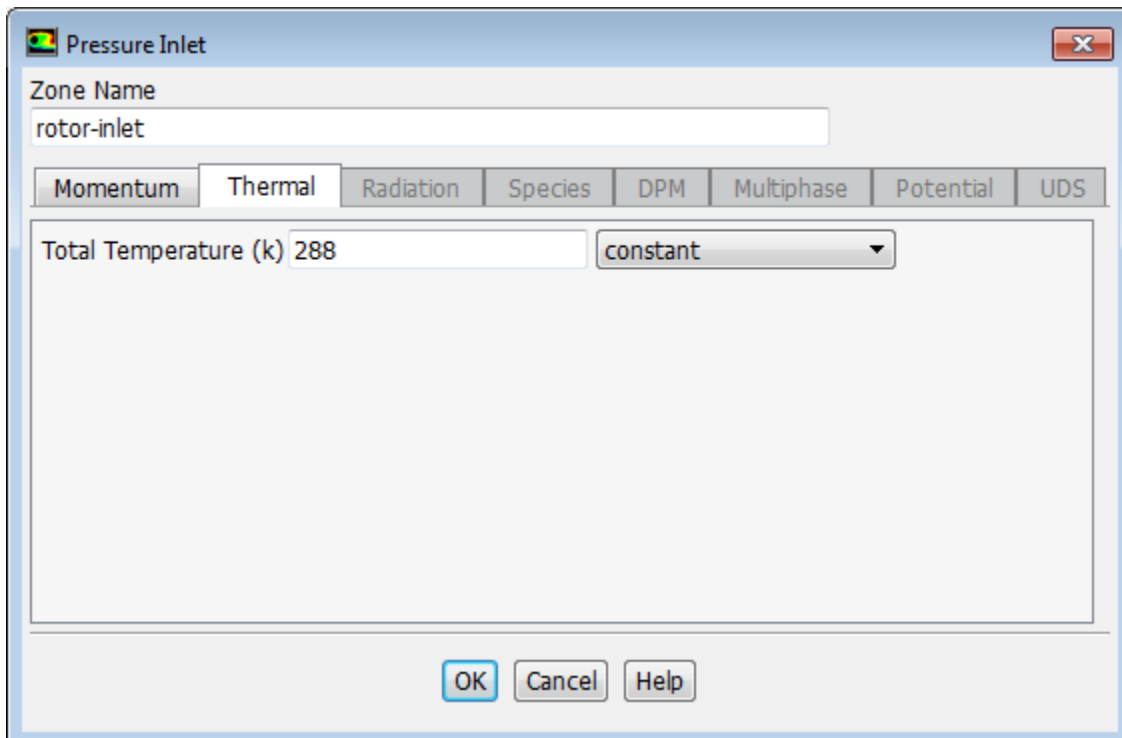 Pressure Inlet
Zone Name
rotor-inlet
Momentum Thermal Radiation Species DPM Multiphase Potential UDS
Total Temperature (k) 288 constant
OK Cancel Help